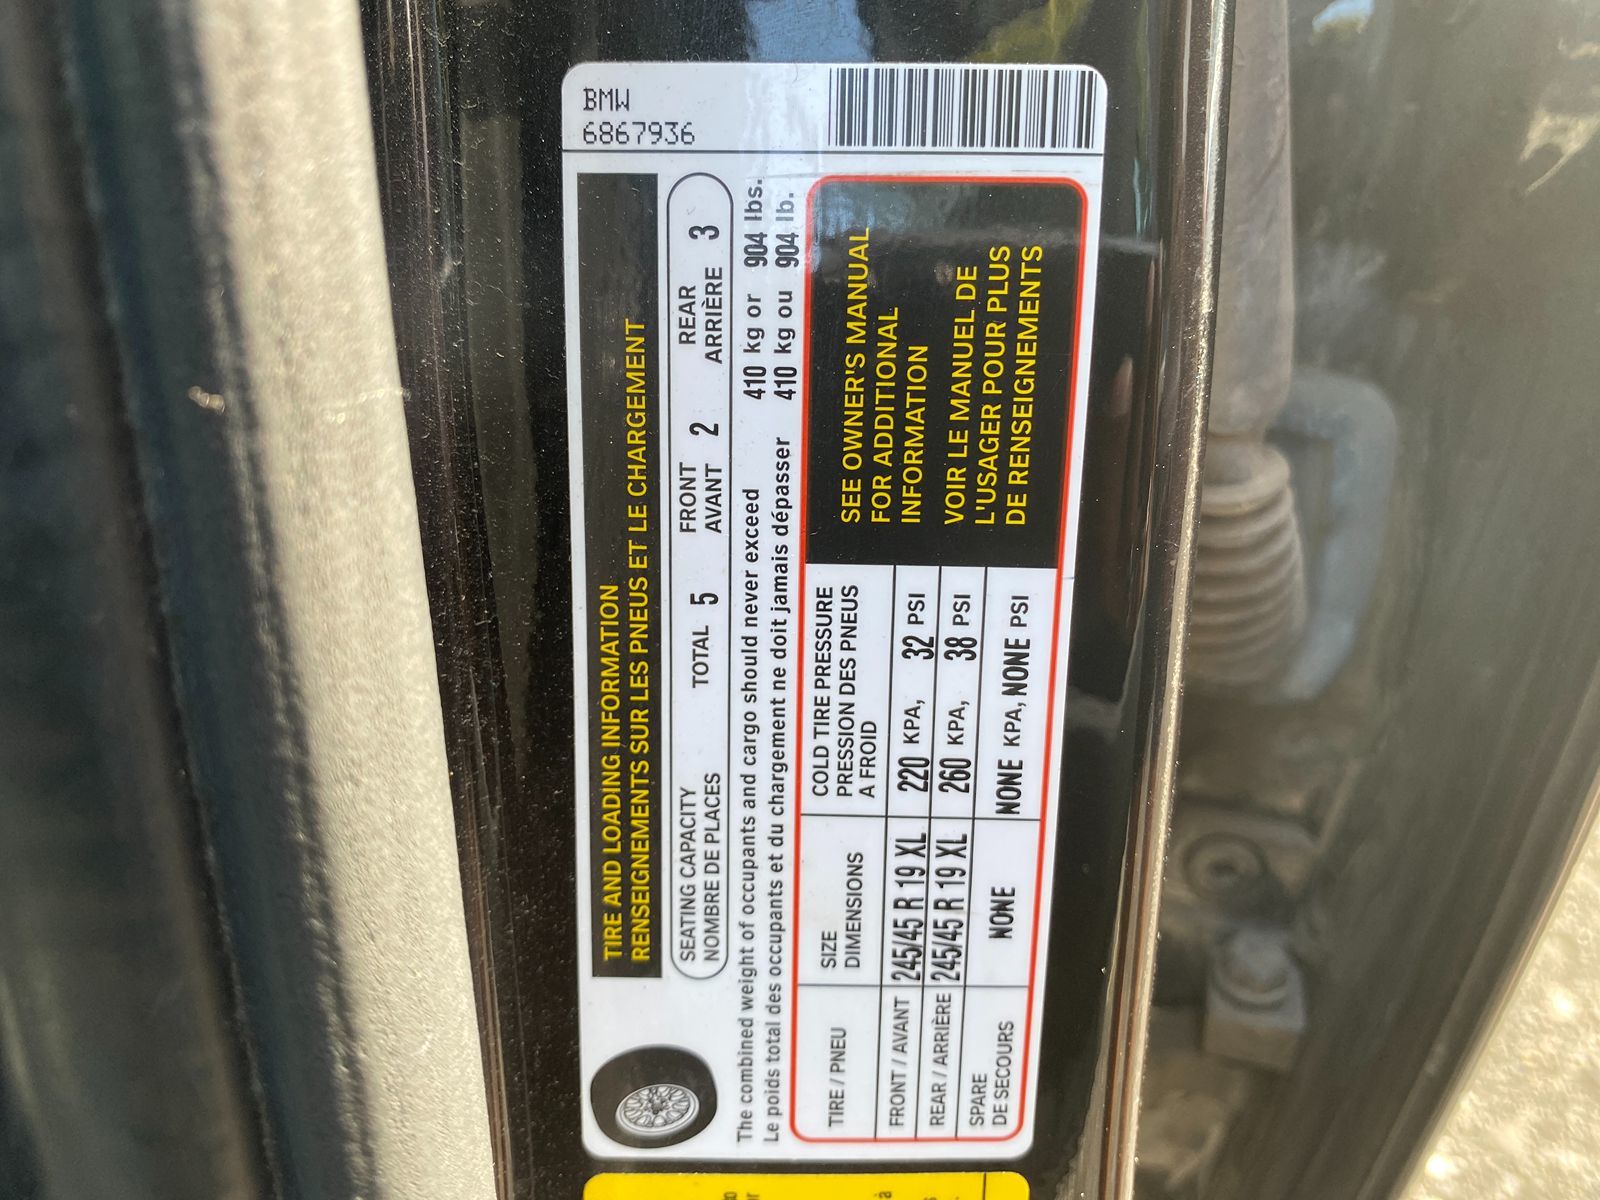 BMW
6867936
TIRE AND LOADING INFORMATION
RENSEIGNEMENTS SUR LES PNEUS ET LE CHARGEMENT
SEATING CAPACITY
NOMBRE DE PLACES
TOTAL 5
FRONT
AVANT 2
REAR
ARRIÈRE 3
The combined weight of occupants and cargo should never exceed 410 kg or 904 lbs.
Le poids total des occupants et du chargement ne doit jamais dépasser 410 kg ou 904 lb.
TIRE / PNEU
SIZE
DIMENSIONS
COLD TIRE PRESSURE
PRESSION DES PNEUS
A FROID
FRONT / AVANT 245/45 R 19 XL 220 KPA, 32 PSI
REAR / ARRIÈRE 245/45 R 19 XL 260 KPA, 38 PSI
SPARE
DE SECOURS NONE NONE KPA, NONE PSI
SEE OWNER'S MANUAL
FOR ADDITIONAL
INFORMATION
VOIR LE MANUEL DE
L'USAGER POUR PLUS
DE RENSEIGNEMENTS